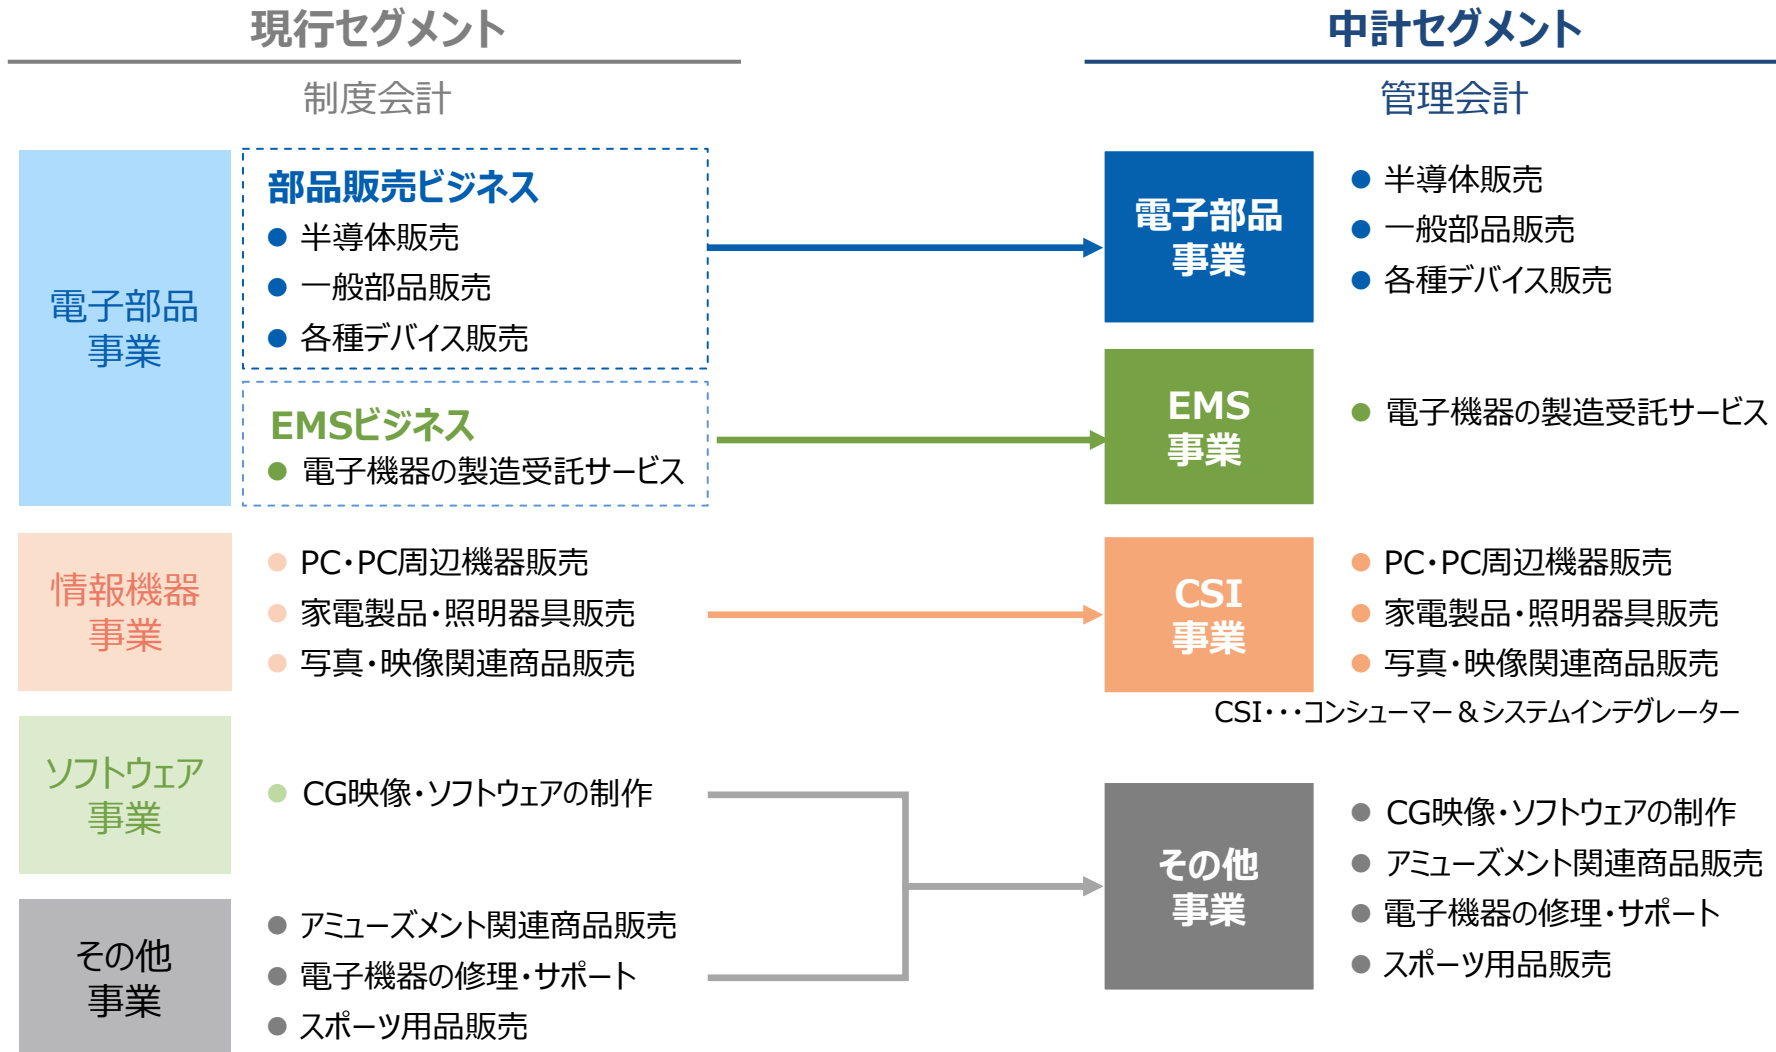 現行セグメント
制度会計
電子部品
事業
部品販売ビジネス
半導体販売
一般部品販売
各種デバイス販売
EMSビジネス
電子機器の製造受託サービス
情報機器
事業
PC・PC周辺機器販売
家電製品・照明器具販売
写真・映像関連商品販売
ソフトウェア
事業
CG映像・ソフトウェアの制作
その他
事業
アミューズメント関連商品販売
電子機器の修理・サポート
スポーツ用品販売
中計セグメント
管理会計
電子部品
事業
半導体販売
一般部品販売
各種デバイス販売
EMS
事業
電子機器の製造受託サービス
CSI
事業
PC・PC周辺機器販売
家電製品・照明器具販売
写真・映像関連商品販売
CSI・・・コンシューマー＆システムインテグレーター
その他
事業
CG映像・ソフトウェアの制作
アミューズメント関連商品販売
電子機器の修理・サポート
スポーツ用品販売